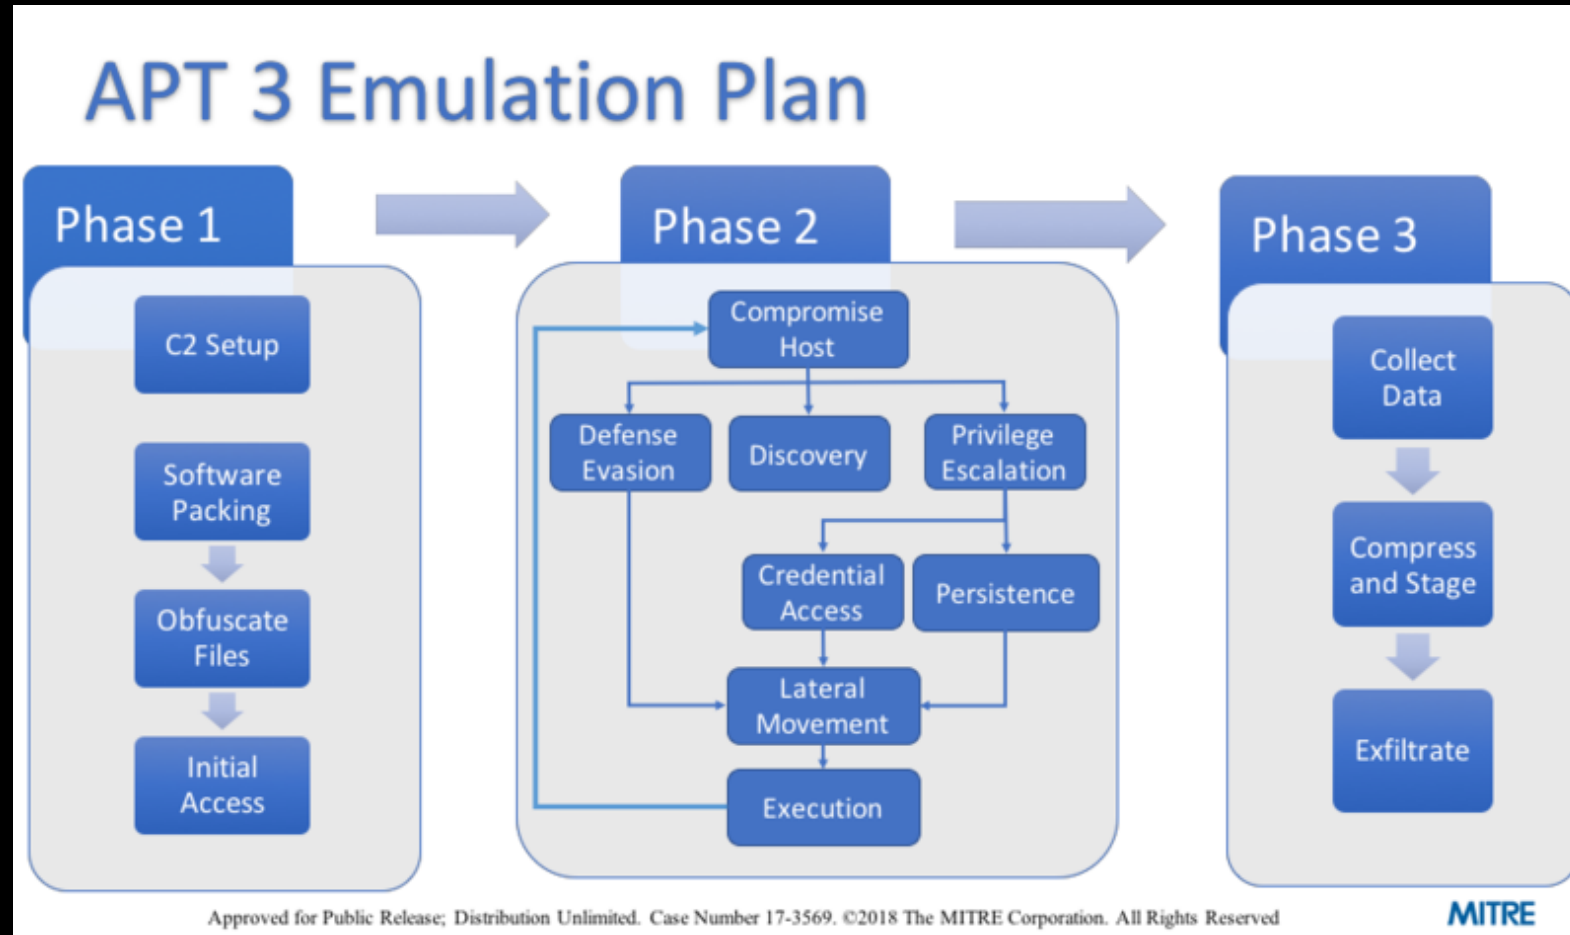 APT 3 Emulation Plan
Phase 1
C2 Setup
Software
Packing
Obfuscate
Files
Initial
Access
Phase 2
Compromise
Host
Defense
Evasion
Discovery
Privilege
Escalation
Credential
Access
Persistence
Lateral
Movement
Execution
Phase 3
Collect
Data
Compress
and Stage
Exfiltrate
Approved for Public Release; Distribution Unlimited. Case Number 17-3569. ©2018 The MITRE Corporation. All Rights Reserved
MITRE